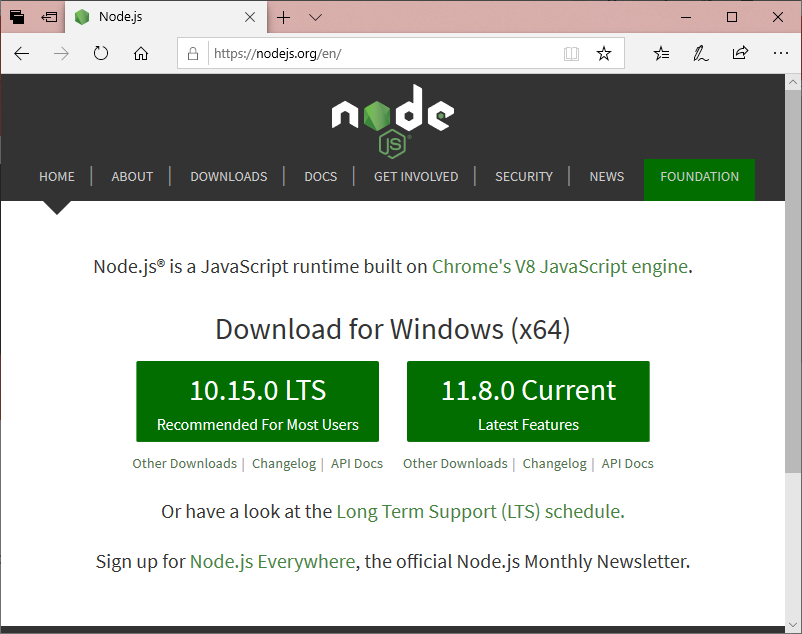 Node.js
https://nodejs.org/en/
node
JS
HOME | ABOUT | DOWNLOADS | DOCS | GET INVOLVED | SECURITY | NEWS FOUNDATION
Node.js® is a JavaScript runtime built on Chrome's V8 JavaScript engine.
Download for Windows (x64)
10.15.0 LTS
Recommended For Most Users
11.8.0 Current
Latest Features
Other Downloads | Changelog | API Docs
Other Downloads | Changelog | API Docs
Or have a look at the Long Term Support (LTS) schedule.
Sign up for Node.js Everywhere, the official Node.js Monthly Newsletter.